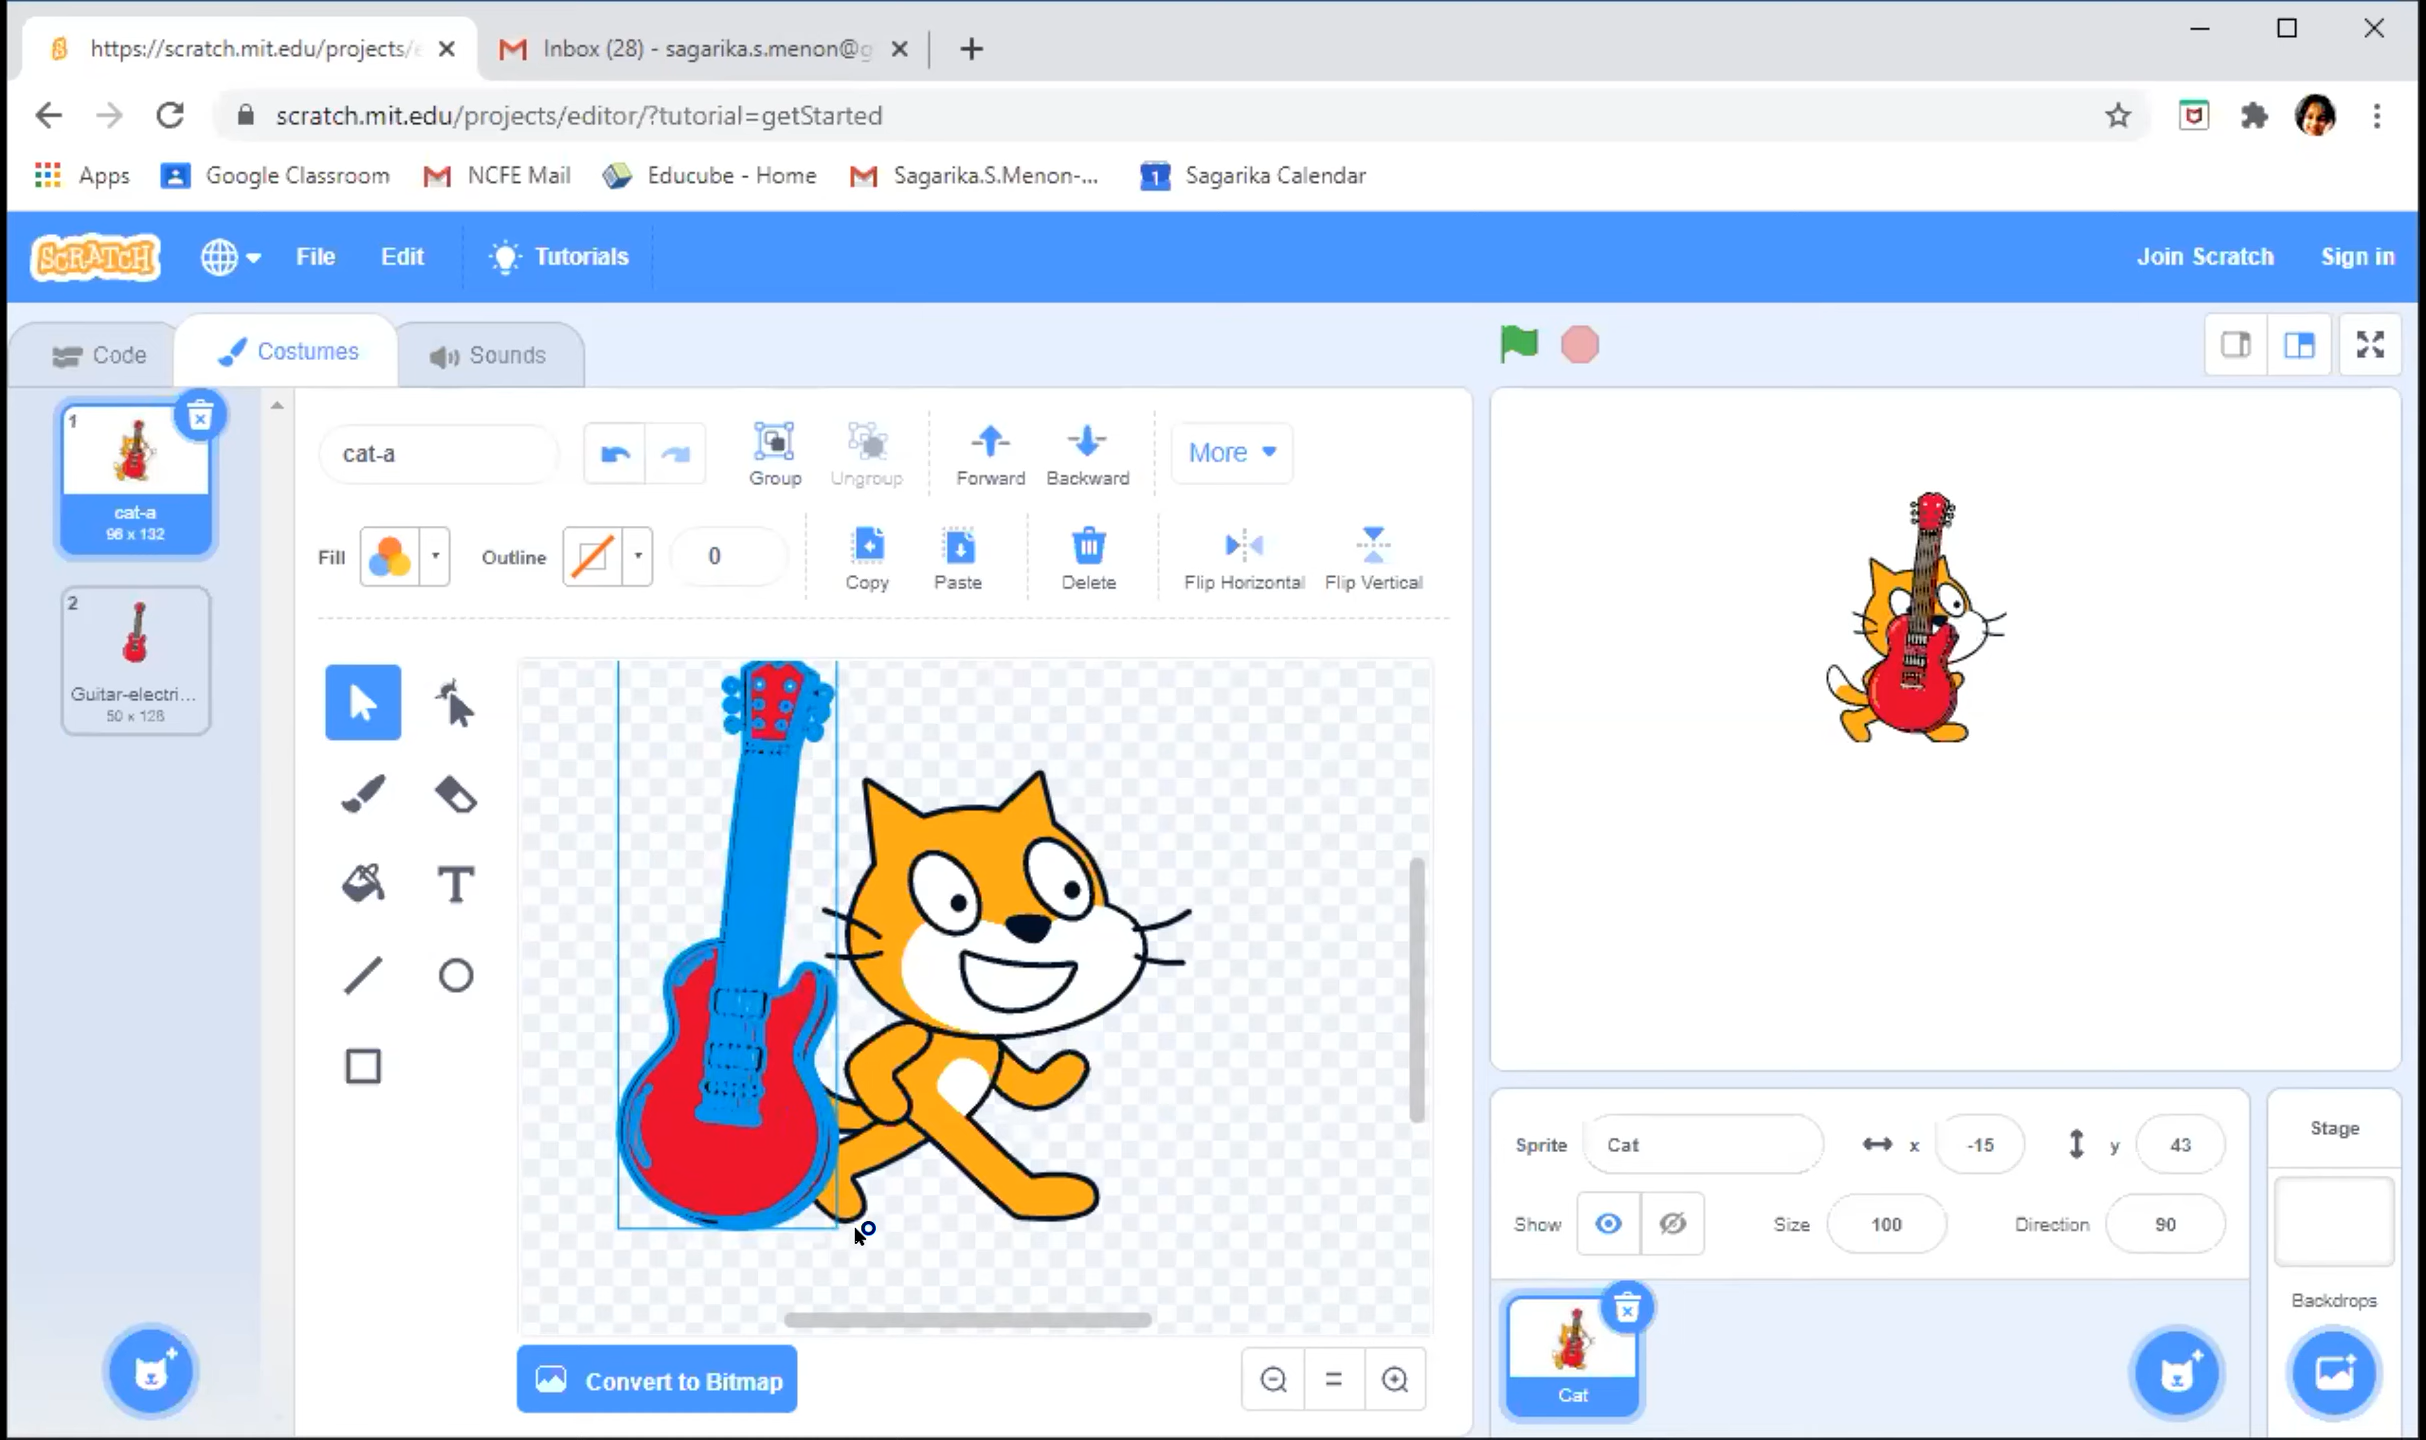 https://scratch.mit.edu/projects/e
Inbox (28) - sagarika.s.menon@g
scratch.mit.edu/projects/editor/?tutorial=getStarted
Apps
Google Classroom
NCFE Mail
Educube - Home
Sagarika.S.Menon-...
1
Sagarika Calendar
SCRATCH
File
Edit
Tutorials
Join Scratch
Sign in
Code
Costumes
Sounds
1
cat-a
96 x 132
2
Guitar-electri...
50 x 128
cat-a
Group
Ungroup
Forward
Backward
More
Fill
Outline
0
Copy
Paste
Delete
Flip Horizontal
Flip Vertical
T
Convert to Bitmap
Sprite
Cat
x
-15
y
43
Show
Size
100
Direction
90
Cat
Stage
Backdrops